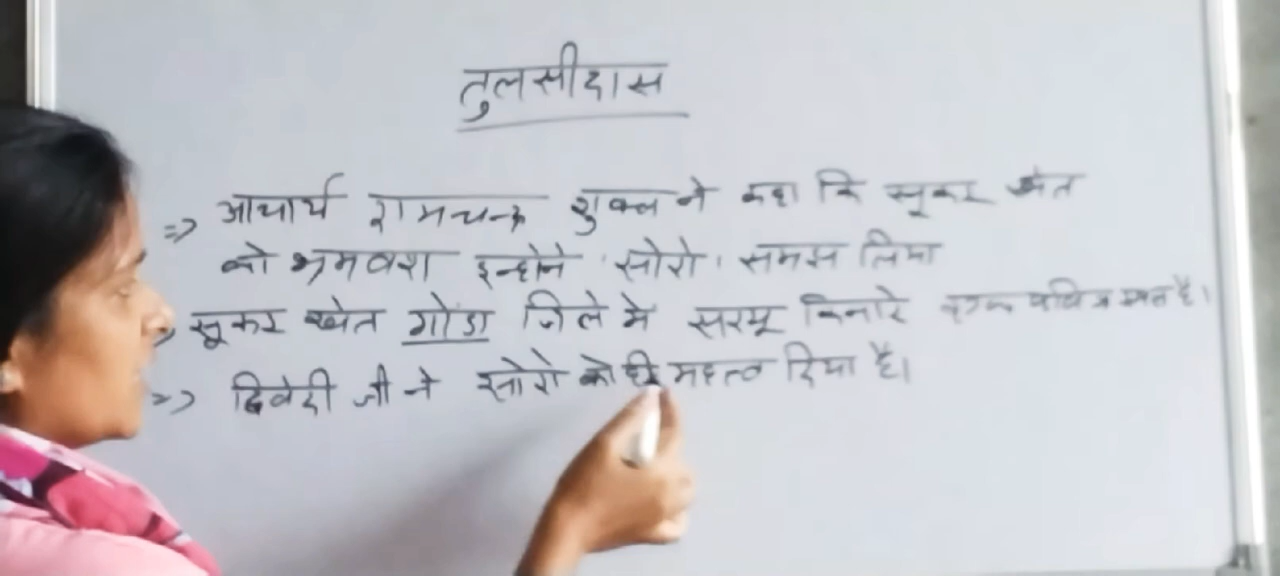 तुलसीदास
=> आचार्य रामचन्द्र शुक्ल ने कहा कि सूकर खेत
को भ्रमवश इन्होने 'सोरो' समझ लिया
सूकर खेत गोंडा जिले मे सरयू किनारे एक पवित्र स्थल है।
=> द्विवेदी जी ने सोरो को ही महत्व दिया है।